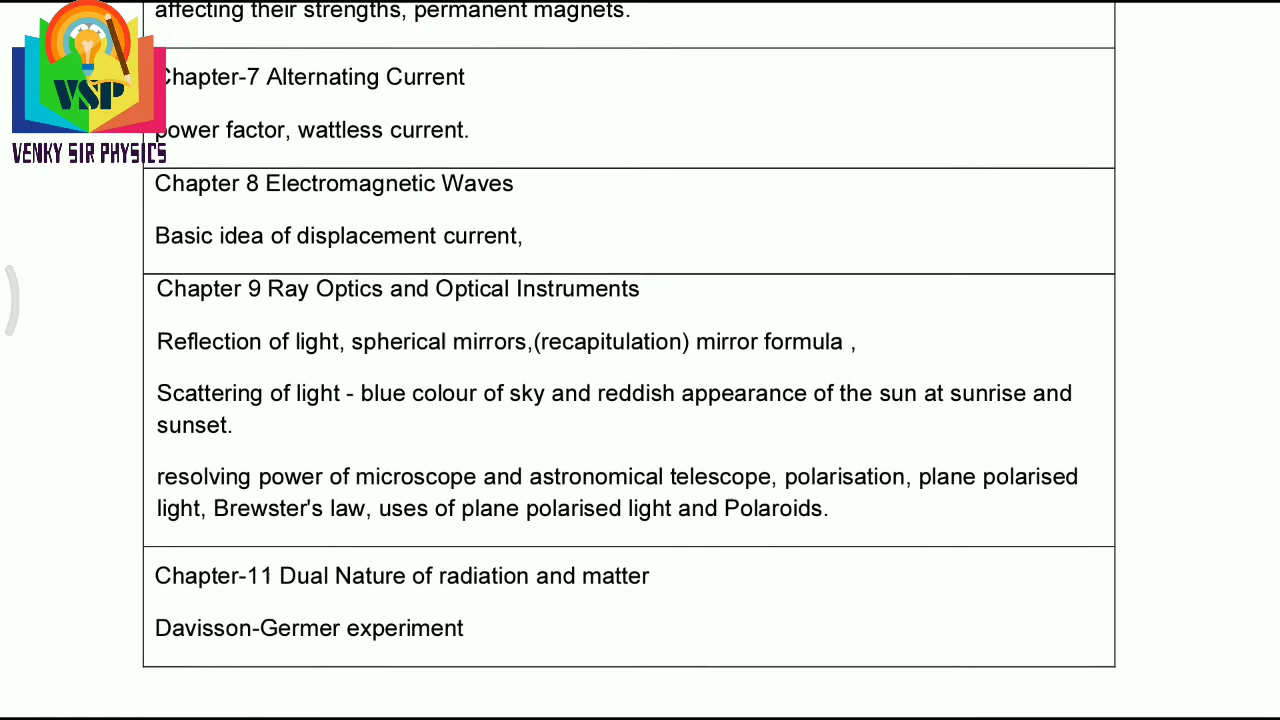 affecting their strengths, permanent magnets.
VSP
VENKY SIR PHYSICS
Chapter-7 Alternating Current
power factor, wattless current.
Chapter 8 Electromagnetic Waves
Basic idea of displacement current,
Chapter 9 Ray Optics and Optical Instruments
Reflection of light, spherical mirrors,(recapitulation) mirror formula ,
Scattering of light - blue colour of sky and reddish appearance of the sun at sunrise and
sunset.
resolving power of microscope and astronomical telescope, polarisation, plane polarised
light, Brewster's law, uses of plane polarised light and Polaroids.
Chapter-11 Dual Nature of radiation and matter
Davisson-Germer experiment